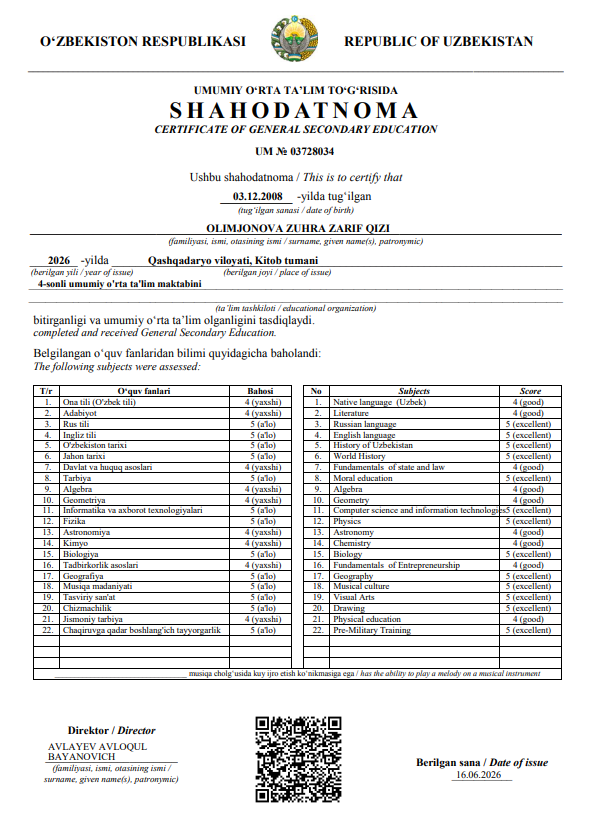 O‘ZBEKISTON RESPUBLIKASI REPUBLIC OF UZBEKISTAN
UMUMIY O‘RTA TA’LIM TO‘G‘RISIDA
SHAHODATNOMA
CERTIFICATE OF GENERAL SECONDARY EDUCATION
UM № 03728034
Ushbu shahodatnoma / This is to certify that
03.12.2008 -yilda tug‘ilgan
(tug‘ilgan sanasi / date of birth)
OLIMJONOVA ZUHRA ZARIF QIZI
(familiyasi, ismi, otasining ismi / surname, given name(s), patronymic)
2026 -yilda Qashqadaryo viloyati, Kitob tumani
(berilgan yili / year of issue) (berilgan joyi / place of issue)
4-sonli umumiy o'rta ta'lim maktabini
(ta’lim tashkiloti / educational organization)
bitirganligi va umumiy o‘rta ta’lim olganligini tasdiqlaydi.
completed and received General Secondary Education.
Belgilangan o‘quv fanlaridan bilimi quyidagicha baholandi:
The following subjects were assessed:
T/r O‘quv fanlari Bahosi
1. Ona tili (O'zbek tili) 4 (yaxshi)
2. Adabiyot 4 (yaxshi)
3. Rus tili 5 (a'lo)
4. Ingliz tili 5 (a'lo)
5. O'zbekiston tarixi 5 (a'lo)
6. Jahon tarixi 5 (a'lo)
7. Davlat va huquq asoslari 4 (yaxshi)
8. Tarbiya 5 (a'lo)
9. Algebra 4 (yaxshi)
10. Geometriya 4 (yaxshi)
11. Informatika va axborot texnologiyalari 5 (a'lo)
12. Fizika 5 (a'lo)
13. Astronomiya 4 (yaxshi)
14. Kimyo 4 (yaxshi)
15. Biologiya 5 (a'lo)
16. Tadbirkorlik asoslari 4 (yaxshi)
17. Geografiya 5 (a'lo)
18. Musiqa madaniyati 5 (a'lo)
19. Tasviriy san'at 5 (a'lo)
20. Chizmachilik 5 (a'lo)
21. Jismoniy tarbiya 4 (yaxshi)
22. Chaqiruvga qadar boshlang'ich tayyorgarlik 5 (a'lo)
No Subjects Score
1. Native language (Uzbek) 4 (good)
2. Literature 4 (good)
3. Russian language 5 (excellent)
4. English language 5 (excellent)
5. History of Uzbekistan 5 (excellent)
6. World History 5 (excellent)
7. Fundamentals of state and law 4 (good)
8. Moral education 5 (excellent)
9. Algebra 4 (good)
10. Geometry 4 (good)
11. Computer science and information technologies 5 (excellent)
12. Physics 5 (excellent)
13. Astronomy 4 (good)
14. Chemistry 4 (good)
15. Biology 5 (excellent)
16. Fundamentals of Entrepreneurship 4 (good)
17. Geography 5 (excellent)
18. Musical culture 5 (excellent)
19. Visual Arts 5 (excellent)
20. Drawing 5 (excellent)
21. Physical education 4 (good)
22. Pre-Military Training 5 (excellent)
musiqa cholg‘usida kuy ijro etish ko‘nikmasiga ega / has the ability to play a melody on a musical instrument
Direktor / Director
AVLAYEV AVLOQUL
BAYANOVICH
(familiyasi, ismi, otasining ismi /
surname, given name(s), patronymic)
Berilgan sana / Date of issue
16.06.2026